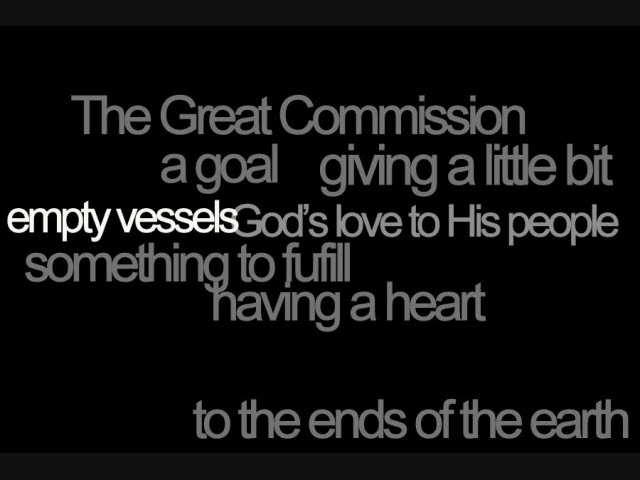 The Great Commission
a goal giving a little bit
empty vessels God's love to His people
something to fufill
having a heart
to the ends of the earth